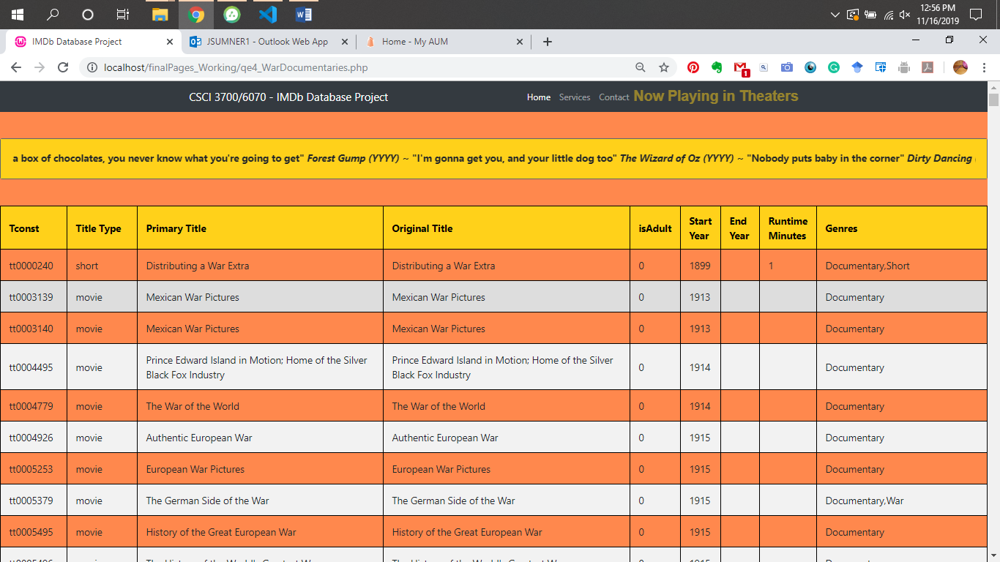 12:56 PM
11/16/2019
IMDb Database Project
JSUMNER1 - Outlook Web App
Home - My AUM
localhost/finalPages_Working/qe4_WarDocumentaries.php
1
CSCI 3700/6070 - IMDb Database Project
Home Services Contact Now Playing in Theaters
a box of chocolates, you never know what you're going to get" Forest Gump (YYYY) ~ "I'm gonna get you, and your little dog too" The Wizard of Oz (YYYY) ~ "Nobody puts baby in the corner" Dirty Dancing
Tconst Title Type Primary Title Original Title isAdult Start Year End Year Runtime Minutes Genres
tt0000240 short Distributing a War Extra Distributing a War Extra 0 1899 1 Documentary,Short
tt0003139 movie Mexican War Pictures Mexican War Pictures 0 1913 Documentary
tt0003140 movie Mexican War Pictures Mexican War Pictures 0 1913 Documentary
tt0004495 movie Prince Edward Island in Motion; Home of the Silver Black Fox Industry Prince Edward Island in Motion; Home of the Silver Black Fox Industry 0 1914 Documentary
tt0004779 movie The War of the World The War of the World 0 1914 Documentary
tt0004926 movie Authentic European War Authentic European War 0 1915 Documentary
tt0005253 movie European War Pictures European War Pictures 0 1915 Documentary
tt0005379 movie The German Side of the War The German Side of the War 0 1915 Documentary,War
tt0005495 movie History of the Great European War History of the Great European War 0 1915 Documentary